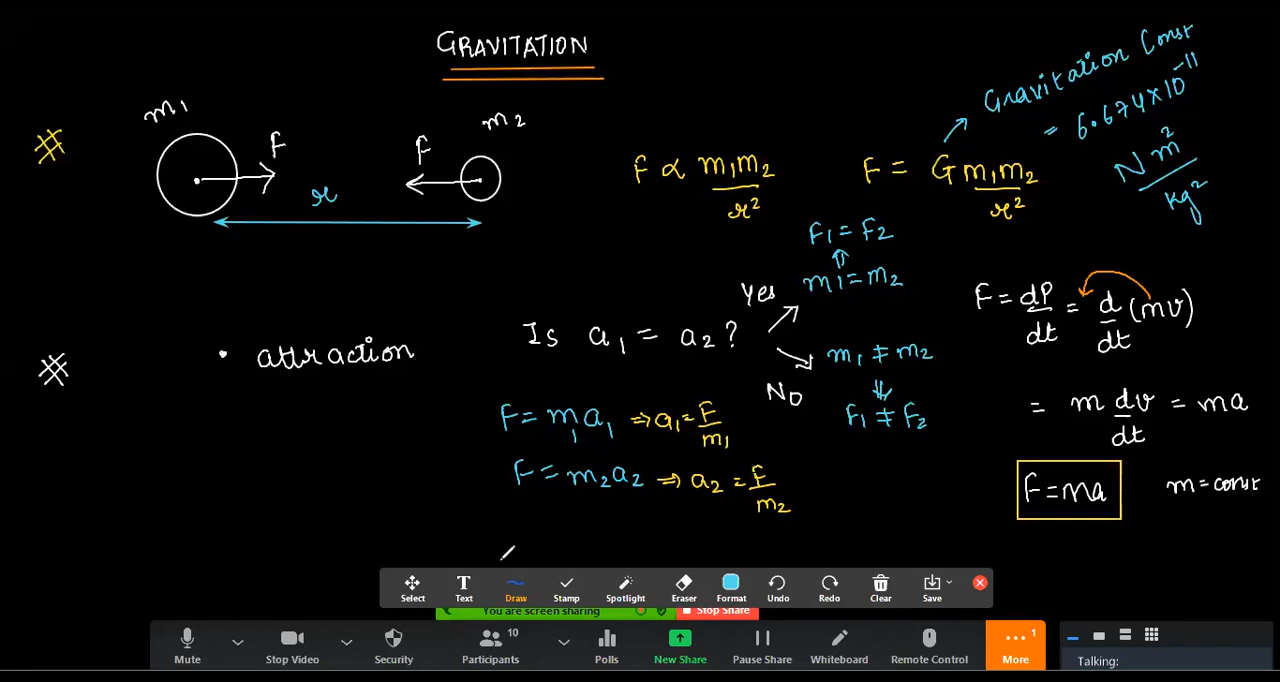 GRAVITATION
m1
F
F
m2
r
F ∝ m1m2/r²
F = G m1m2/r²
Gravitation Const
= 6.674×10⁻¹¹
N m²/kg²
F1 = F2
⇑
m1 = m2
Yes
• attraction
Is a1 = a2?
No
m1 ≠ m2
⇓
F1 ≠ F2
F = m1a1 ⇒ a1 = F/m1
F = m2a2 ⇒ a2 = F/m2
F = dP/dt = d/dt (mv)
= m dv/dt = ma
F = ma
m = const
Select Text Draw Stamp Spotlight Eraser Format Undo Redo Clear Save
You are screen sharing Stop Share
10
1
Mute Stop Video Security Participants Polls New Share Pause Share Whiteboard Remote Control More
Talking: